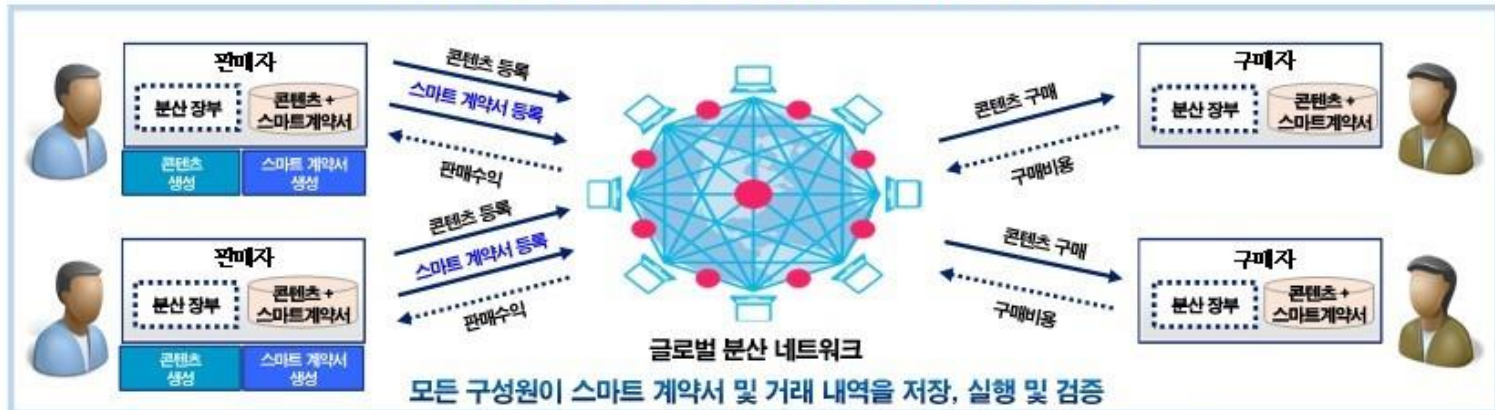 판매자
분산 장부
콘텐츠 +
스마트계약서
콘텐츠
생성
스마트 계약서
생성
콘텐츠 등록
스마트 계약서 등록
판매수익
판매자
분산 장부
콘텐츠 +
스마트계약서
콘텐츠
생성
스마트 계약서
생성
콘텐츠 등록
스마트 계약서 등록
판매수익
글로벌 분산 네트워크
콘텐츠 구매
구매비용
구매자
분산 장부
콘텐츠 +
스마트계약서
콘텐츠 구매
구매비용
구매자
분산 장부
콘텐츠 +
스마트계약서
모든 구성원이 스마트 계약서 및 거래 내역을 저장, 실행 및 검증